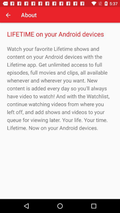 5:37
About
LIFETIME on your Android devices
Watch your favorite Lifetime shows and
content on your Android devices with the
Lifetime app. Get unlimited access to full
episodes, full movies and clips, all available
whenever and wherever you want. New
content is added every day so you'll always
have video to watch! And with the Watchlist,
continue watching videos from where you
left off, and add shows and videos to your
queue for viewing later. Your life. Your time.
Lifetime. Now on your Android devices.